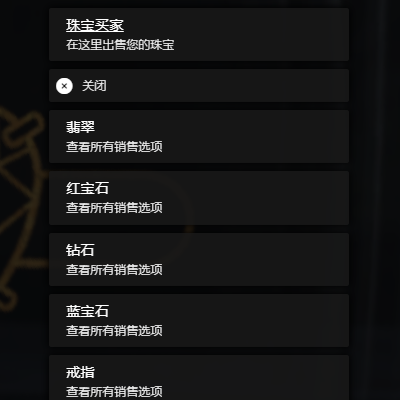 珠宝买家
在这里出售您的珠宝
关闭
翡翠
查看所有销售选项
红宝石
查看所有销售选项
钻石
查看所有销售选项
蓝宝石
查看所有销售选项
戒指
查看所有销售选项